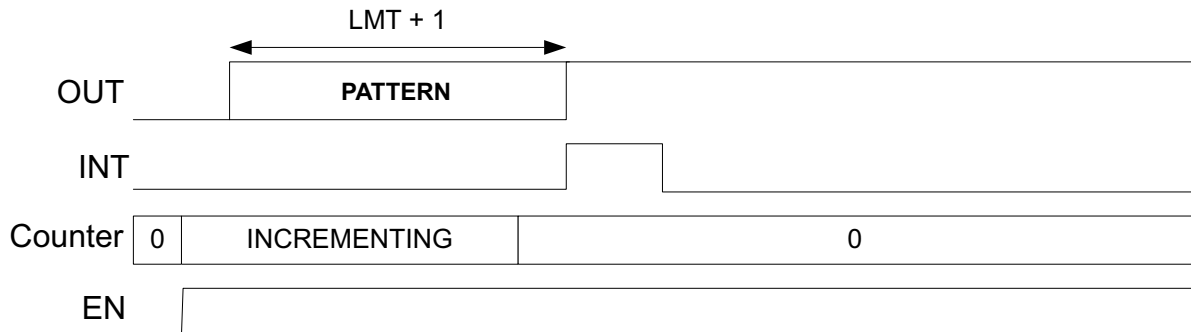 LMT + 1
OUT PATTERN
INT
Counter 0 INCREMENTING 0
EN